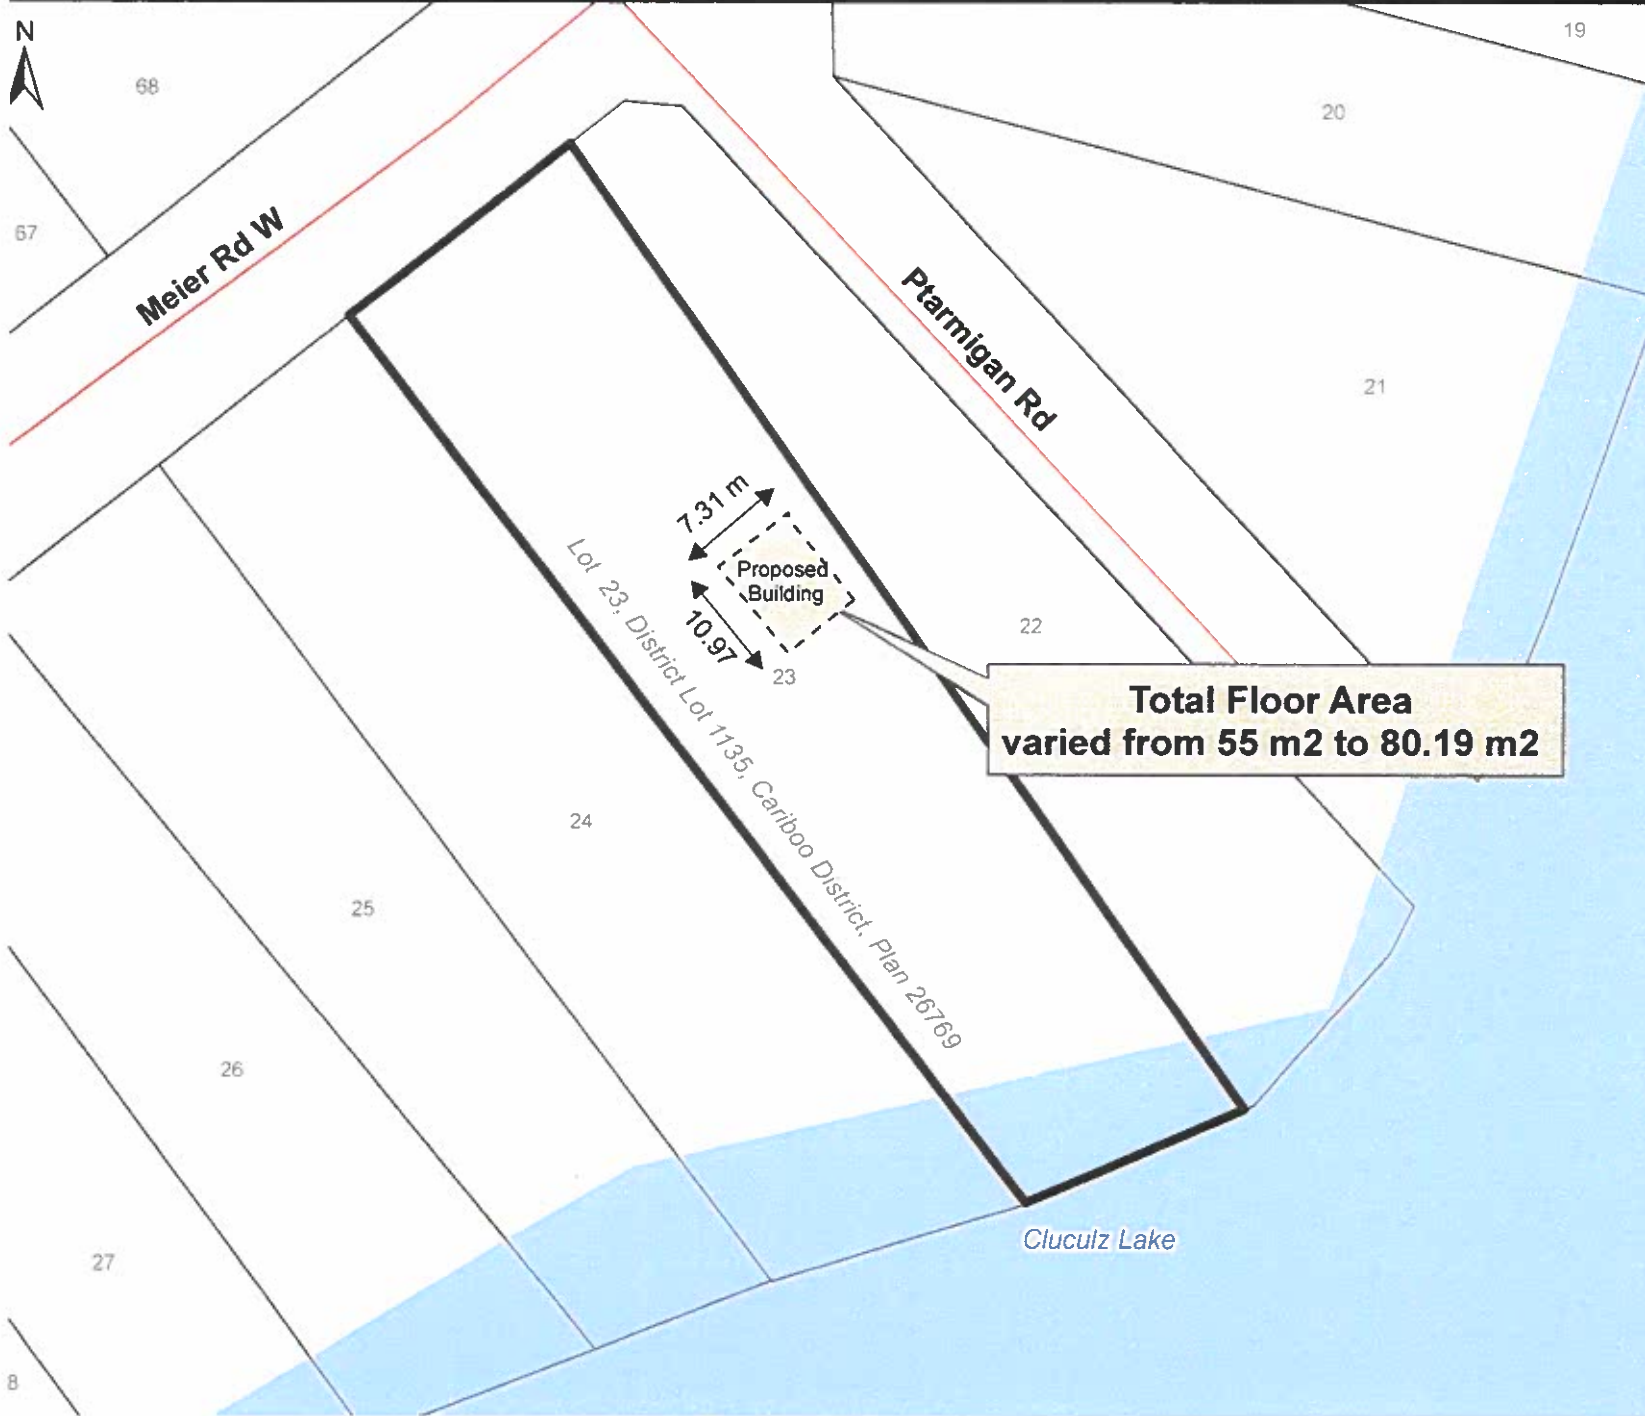 N
19
68
20
67
Meier Rd W
Ptarmigan Rd
21
7.31 m
Proposed
Building
10.97
22
23
Total Floor Area
varied from 55 m2 to 80.19 m2
Lot 23, District Lot 1135, Cariboo District, Plan 26769
24
25
26
Cluculz Lake
27
8